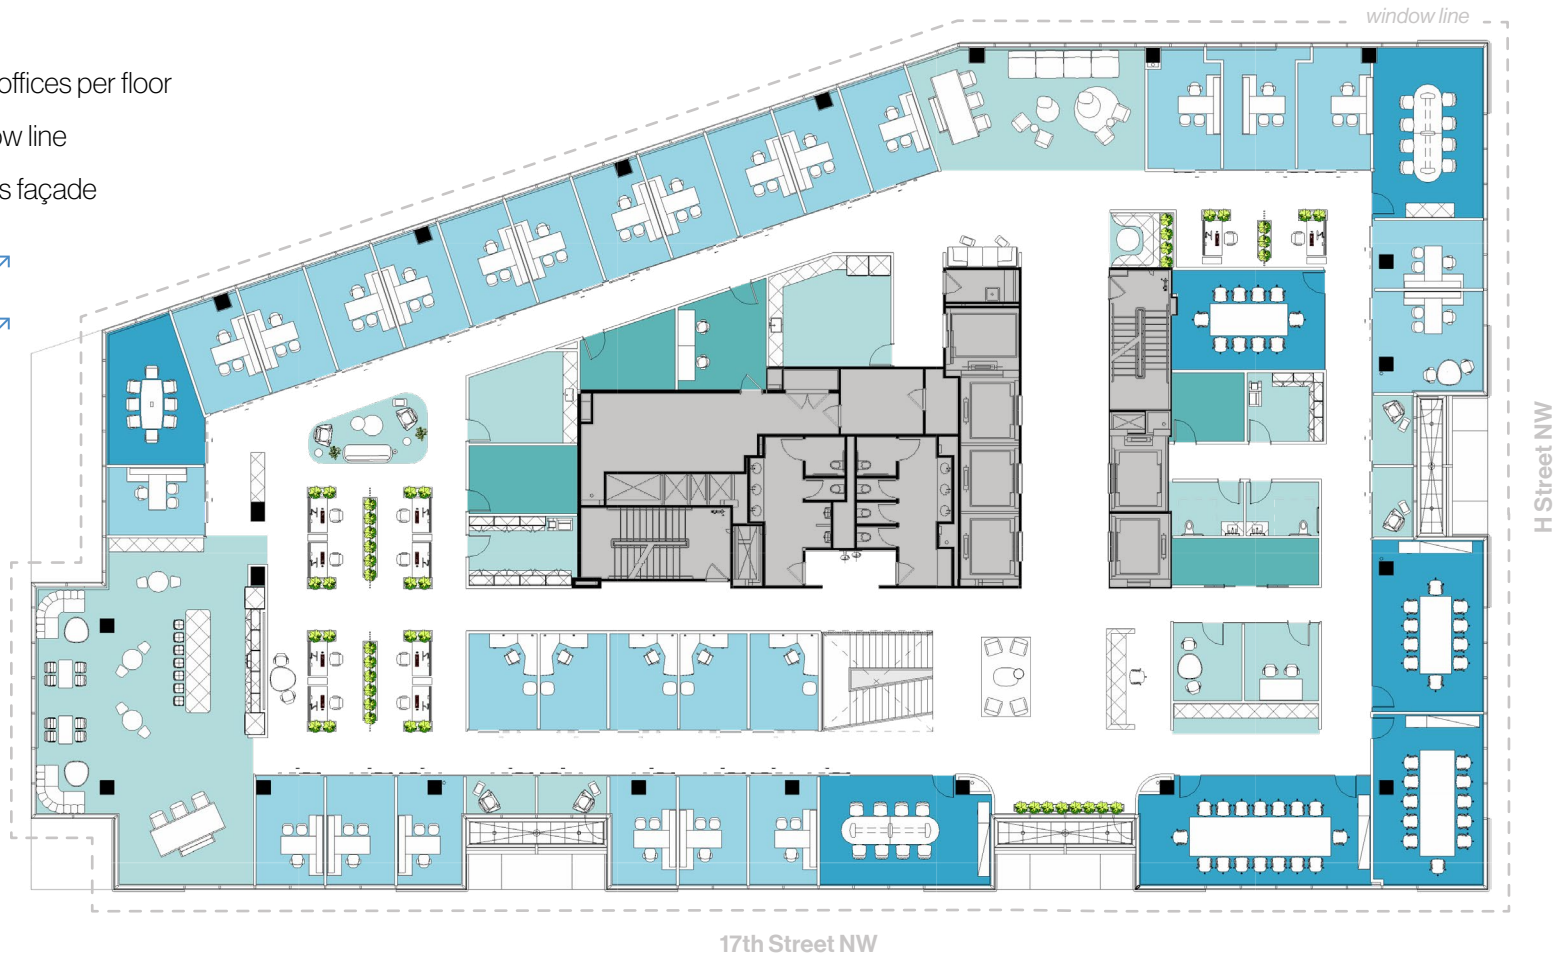 window line
offices per floor
w line
s façade
H Street NW
17th Street NW